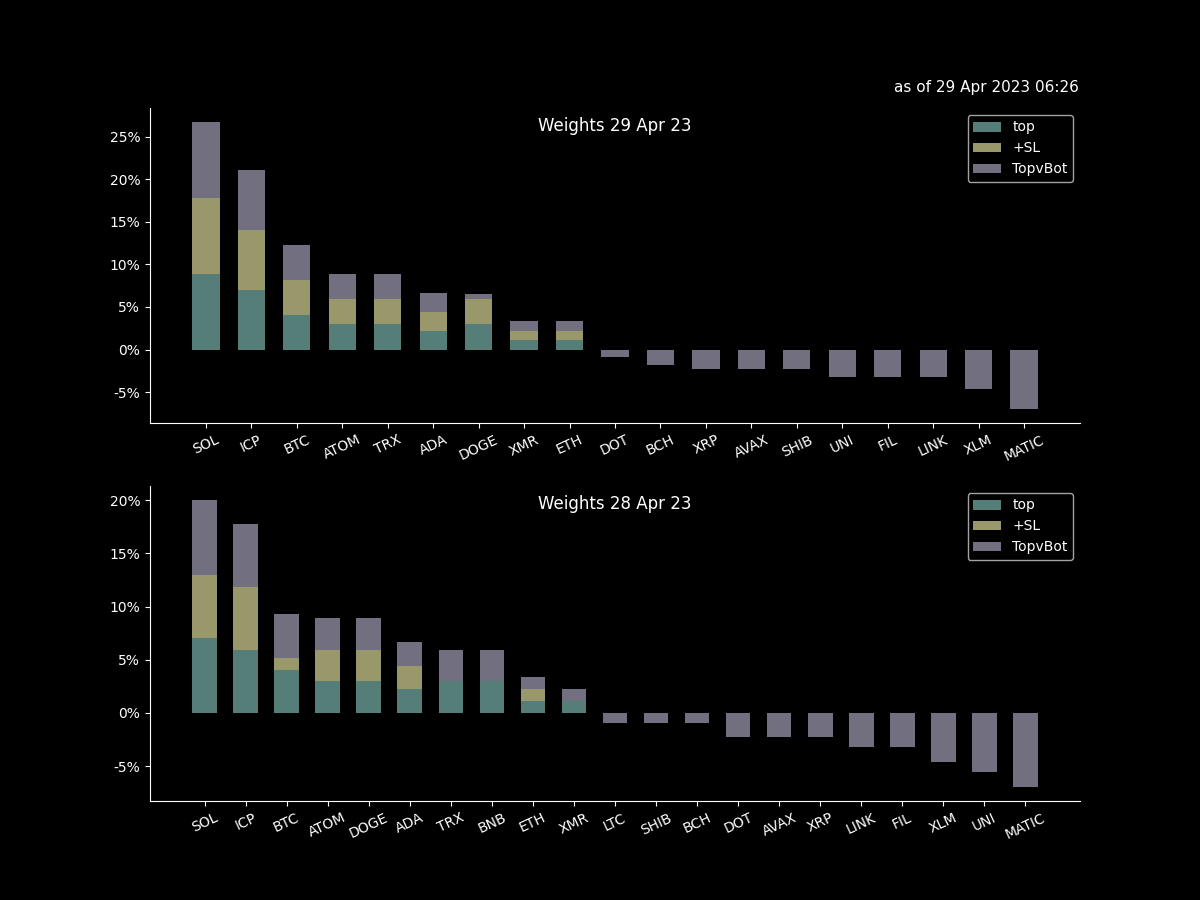 as of 29 Apr 2023 06:26
Weights 29 Apr 23
top
+SL
TopvBot
25%
20%
15%
10%
5%
0%
-5%
SOL ICP BTC ATOM TRX ADA DOGE XMR ETH DOT BCH XRP AVAX SHIB UNI FIL LINK XLM MATIC
Weights 28 Apr 23
top
+SL
TopvBot
20%
15%
10%
5%
0%
-5%
SOL ICP BTC ATOM DOGE ADA TRX BNB ETH XMR LTC SHIB BCH DOT AVAX XRP LINK FIL XLM UNI MATIC